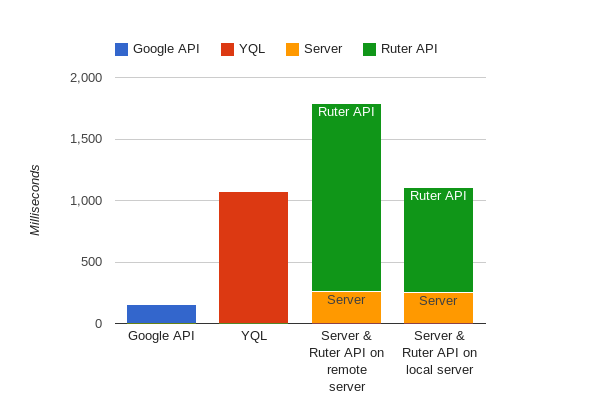 Google API YQL Server Ruter API
2,000
1,500
1,000
500
0
Milliseconds
Ruter API
Ruter API
Server
Server
Google API
YQL
Server &
Ruter API on
remote
server
Server &
Ruter API on
local server